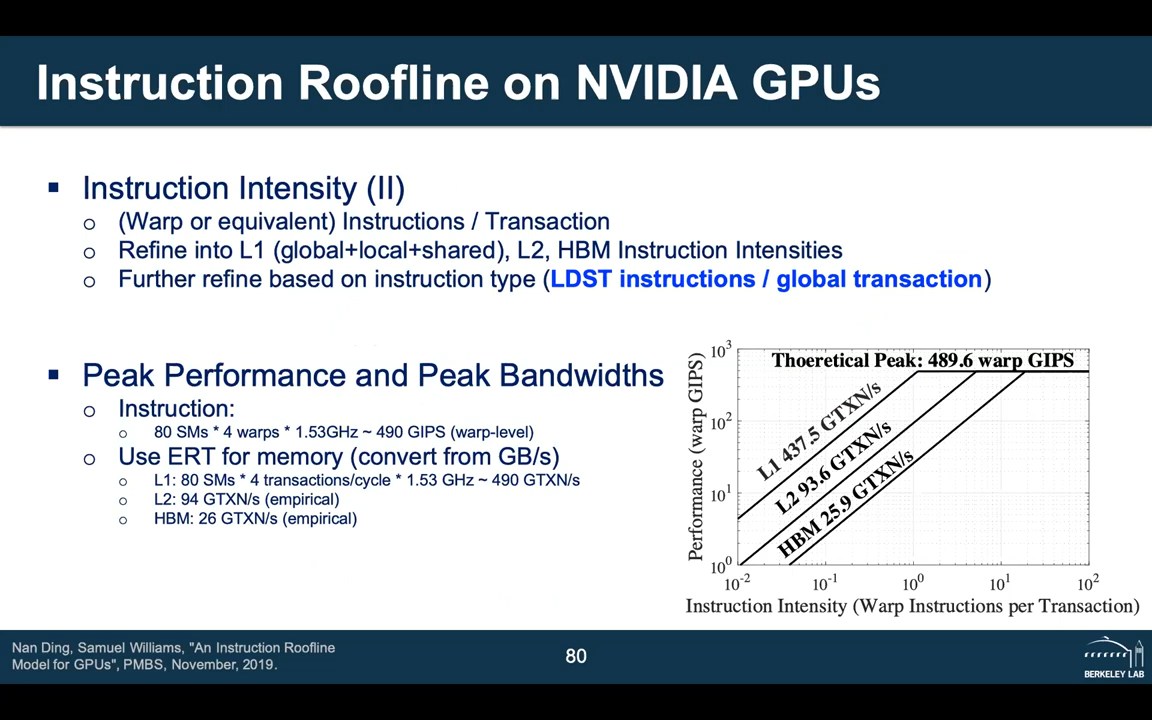 Instruction Roofline on NVIDIA GPUs
▪ Instruction Intensity (II)
o (Warp or equivalent) Instructions / Transaction
o Refine into L1 (global+local+shared), L2, HBM Instruction Intensities
o Further refine based on instruction type (LDST instructions / global transaction)
▪ Peak Performance and Peak Bandwidths
o Instruction:
o 80 SMs * 4 warps * 1.53GHz ~ 490 GIPS (warp-level)
o Use ERT for memory (convert from GB/s)
o L1: 80 SMs * 4 transactions/cycle * 1.53 GHz ~ 490 GTXN/s
o L2: 94 GTXN/s (empirical)
o HBM: 26 GTXN/s (empirical)
Performance (warp GIPS)
10^3
10^2
10^1
10^0
Thoeretical Peak: 489.6 warp GIPS
L1 437.5 GTXN/s
L2 93.6 GTXN/s
HBM 25.9 GTXN/s
10^-2 10^-1 10^0 10^1 10^2
Instruction Intensity (Warp Instructions per Transaction)
Nan Ding, Samuel Williams, "An Instruction Roofline
Model for GPUs", PMBS, November, 2019.
80
BERKELEY LAB